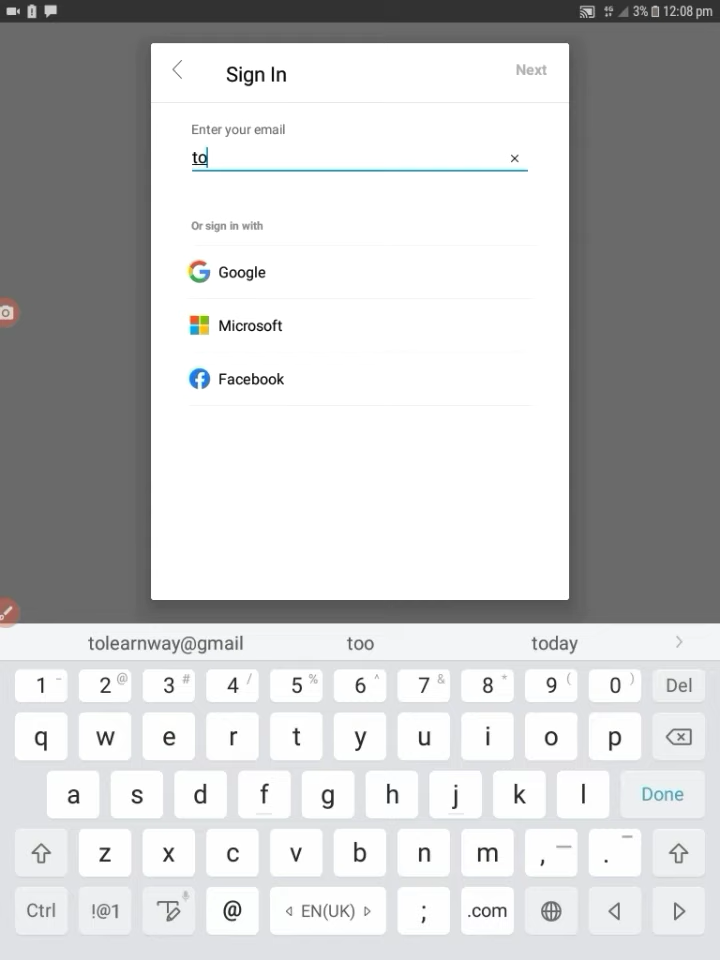 3% 12:08 pm
Sign In
Next
Enter your email
to
Or sign in with
Google
Microsoft
Facebook
tolearnway@gmail too today
1 - 2 @ 3 # 4 / 5 % 6 ^ 7 & 8 * 9 ( 0 ) Del
q w e r t y u i o p
a s d f g h j k l Done
z x c v b n m , .
Ctrl !@1 @ EN(UK) ; .com